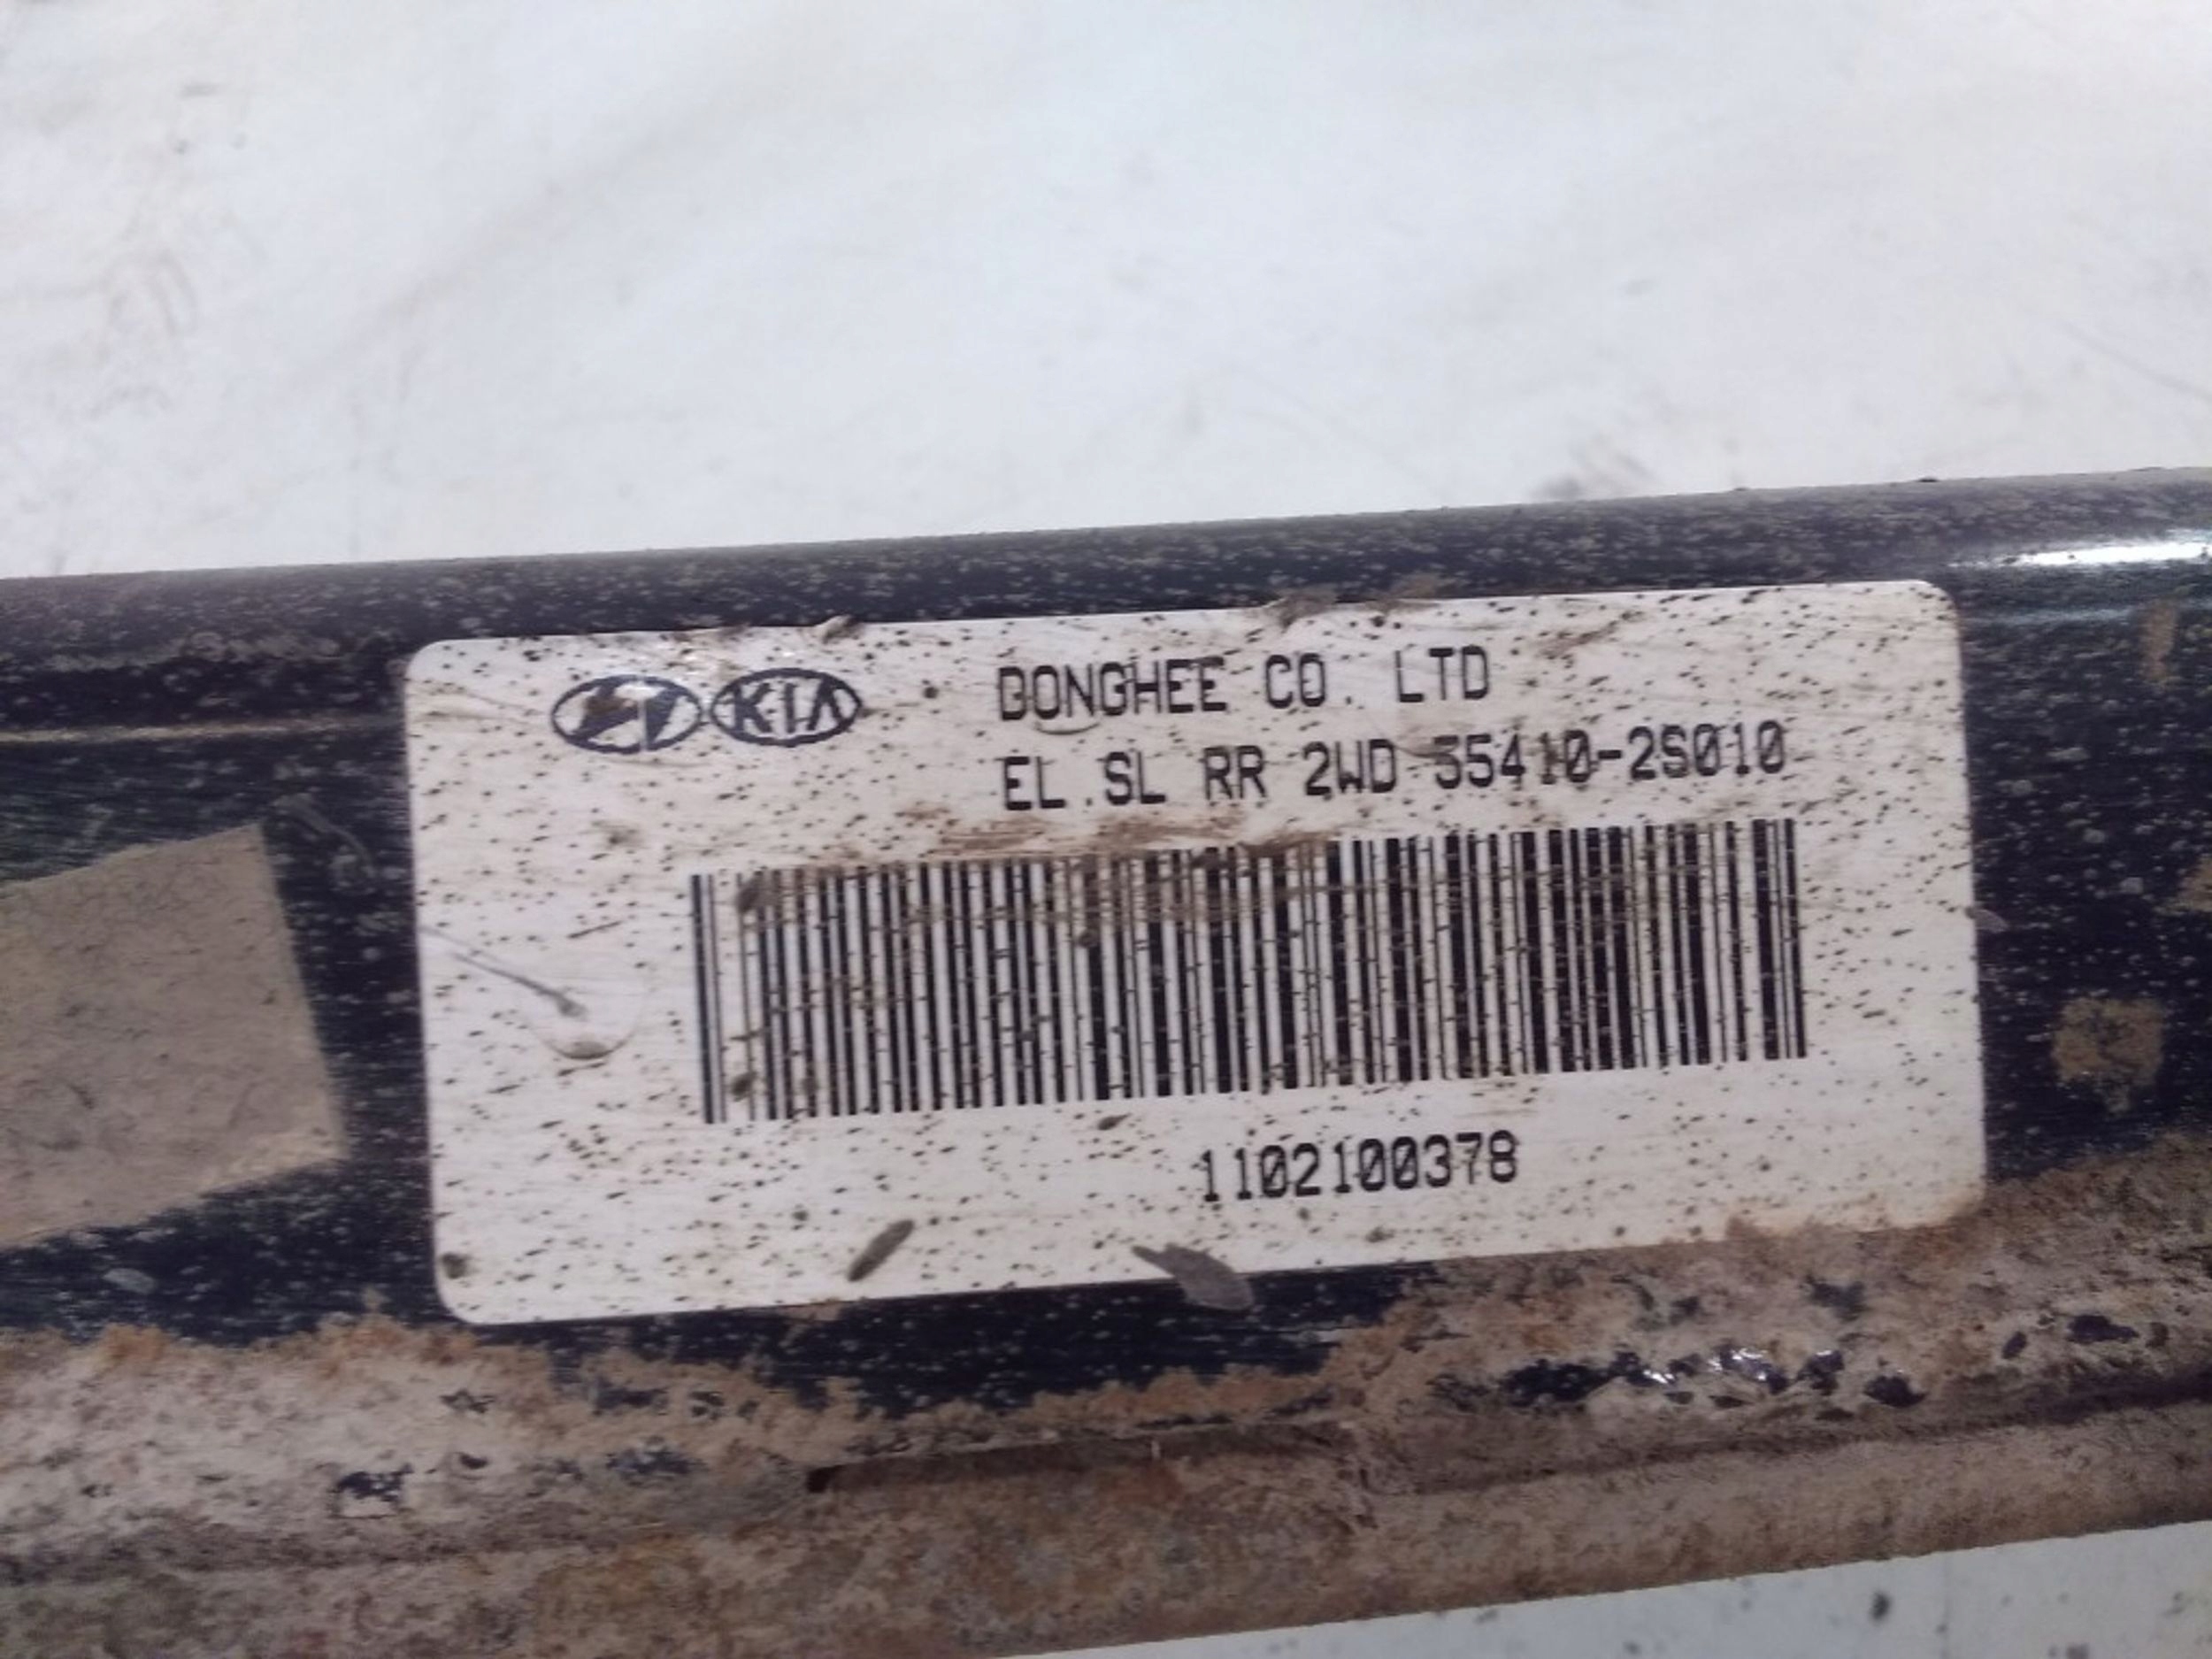 KIA DONGHEE CO. LTD
EL.SL RR 2WD 55410-2S010
1102100378